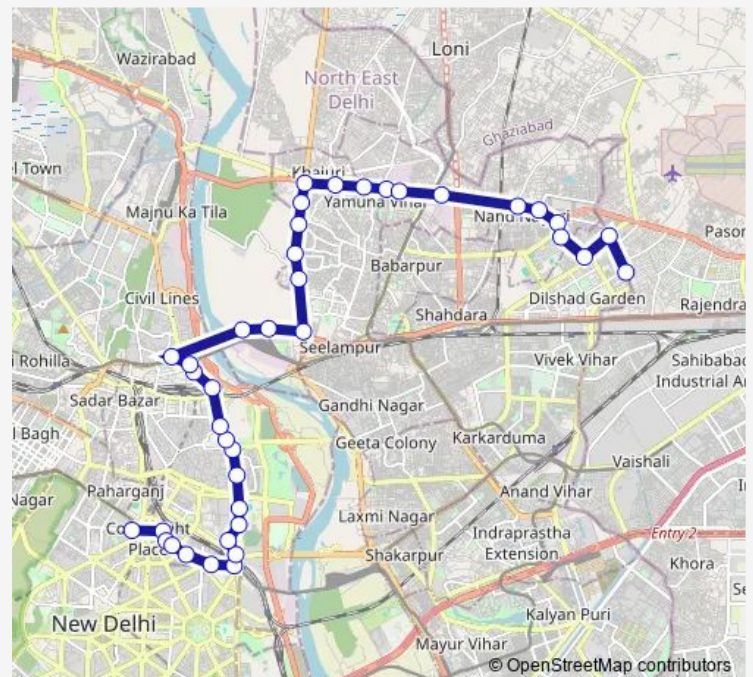 Loni
Wazirabad
North East
Delhi
Ghaziabad
l Town
Khajuri
Yamuna Vihar
Majnu Ka Tila
Nand Nagri
Pason
Babarpur
Civil Lines
Dilshad Garden
Rajendra
Shahdara
Seelampur
i Rohilla
Vivek Vihar
Sahibabad
Industrial A
Sadar Bazar
Gandhi Nagar
l Bagh
Geeta Colony
Karkarduma
Vaishali
Paharganj
Anand Vihar
Nagar
Laxmi Nagar
Connaught
Place
Indraprastha
Extension
Entry 2
Shakarpur
Khora
Kalyan Puri
New Delhi
Mayur Vihar
© OpenStreetMap contributors